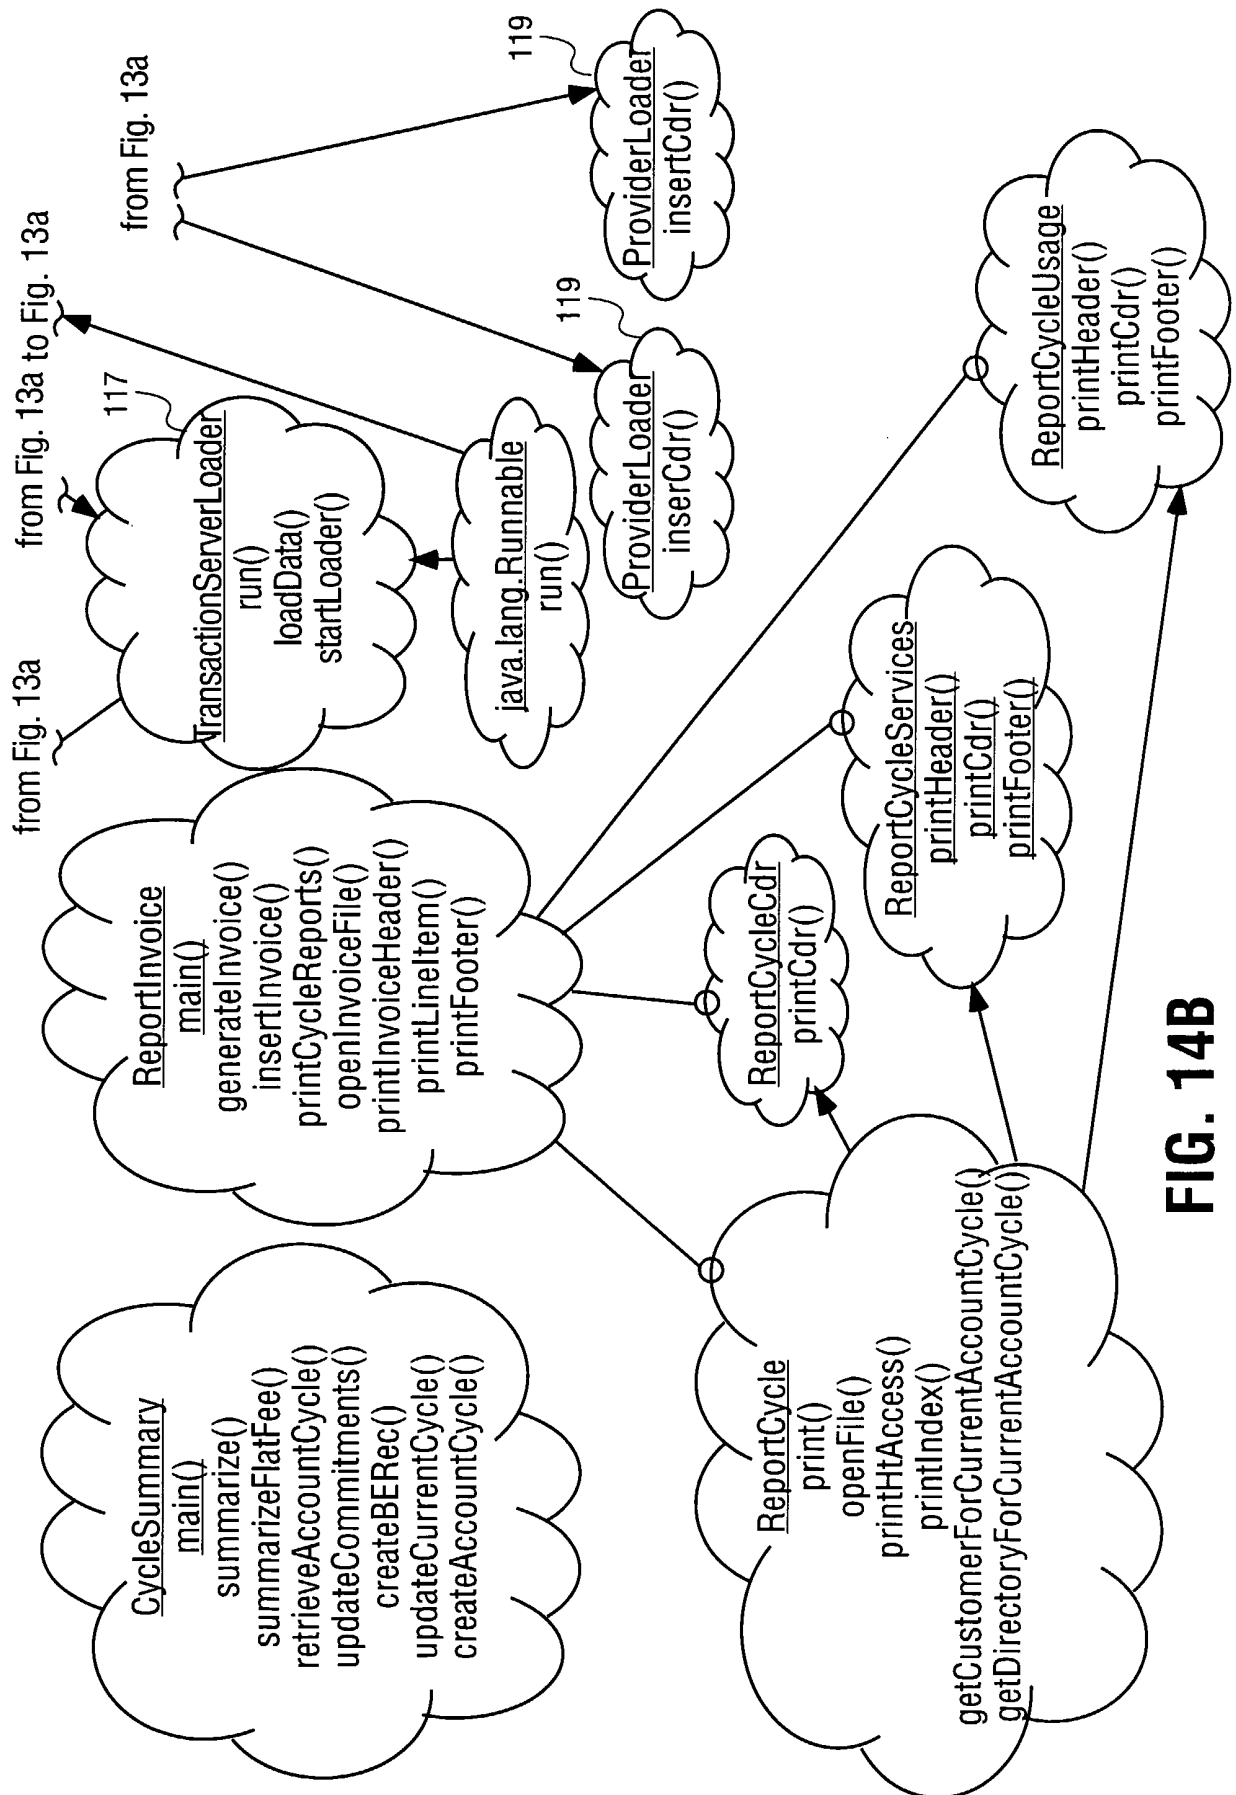 from Fig. 13a
from Fig. 13a to Fig. 13a
from Fig. 13a
CycleSummary
main()
summarize()
summarizeFlatFee()
retrieveAccountCycle()
updateCommitments()
createBERec()
updateCurrentCycle()
createAccountCycle()
ReportInvoice
main()
generateInvoice()
insertInvoice()
printCycleReports()
openInvoiceFile()
printInvoiceHeader()
printLineItem()
printFooter()
117
TransactionServerLoader
run()
loadData()
startLoader()
java.lang.Runnable
run()
119
ProviderLoader
inserCdr()
119
ProviderLoader
insertCdr()
ReportCycle
print()
openFile()
printHtAccess()
printIndex()
getCustomerForCurrentAccountCycle()
getDirectoryForCurrentAccountCycle()
ReportCycleCdr
printCdr()
ReportCycleServices
printHeader()
printCdr()
printFooter()
ReportCycleUsage
printHeader()
printCdr()
printFooter()
FIG. 14B